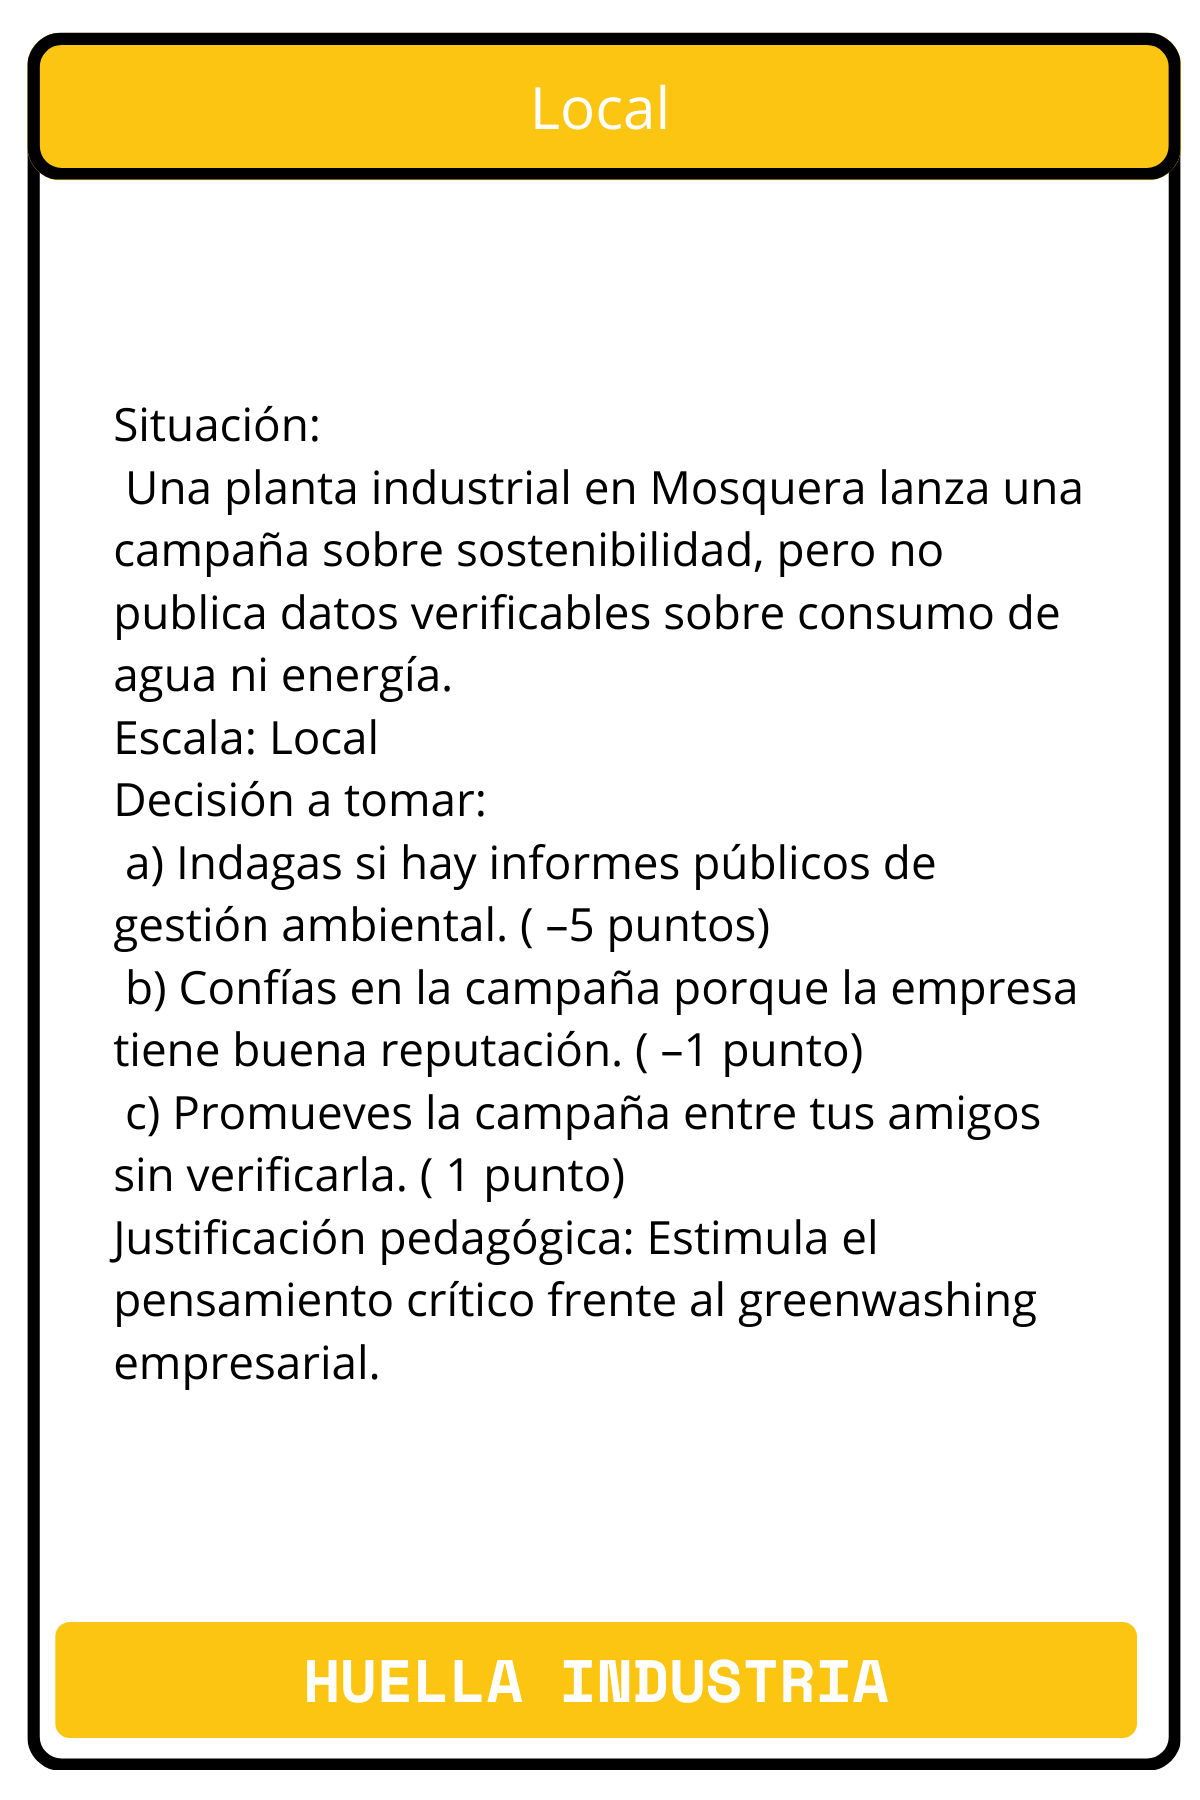 Local
Situación:
Una planta industrial en Mosquera lanza una
campaña sobre sostenibilidad, pero no
publica datos verificables sobre consumo de
agua ni energía.
Escala: Local
Decisión a tomar:
a) Indagas si hay informes públicos de
gestión ambiental. ( –5 puntos)
b) Confías en la campaña porque la empresa
tiene buena reputación. ( –1 punto)
c) Promueves la campaña entre tus amigos
sin verificarla. ( 1 punto)
Justificación pedagógica: Estimula el
pensamiento crítico frente al greenwashing
empresarial.
HUELLA INDUSTRIA